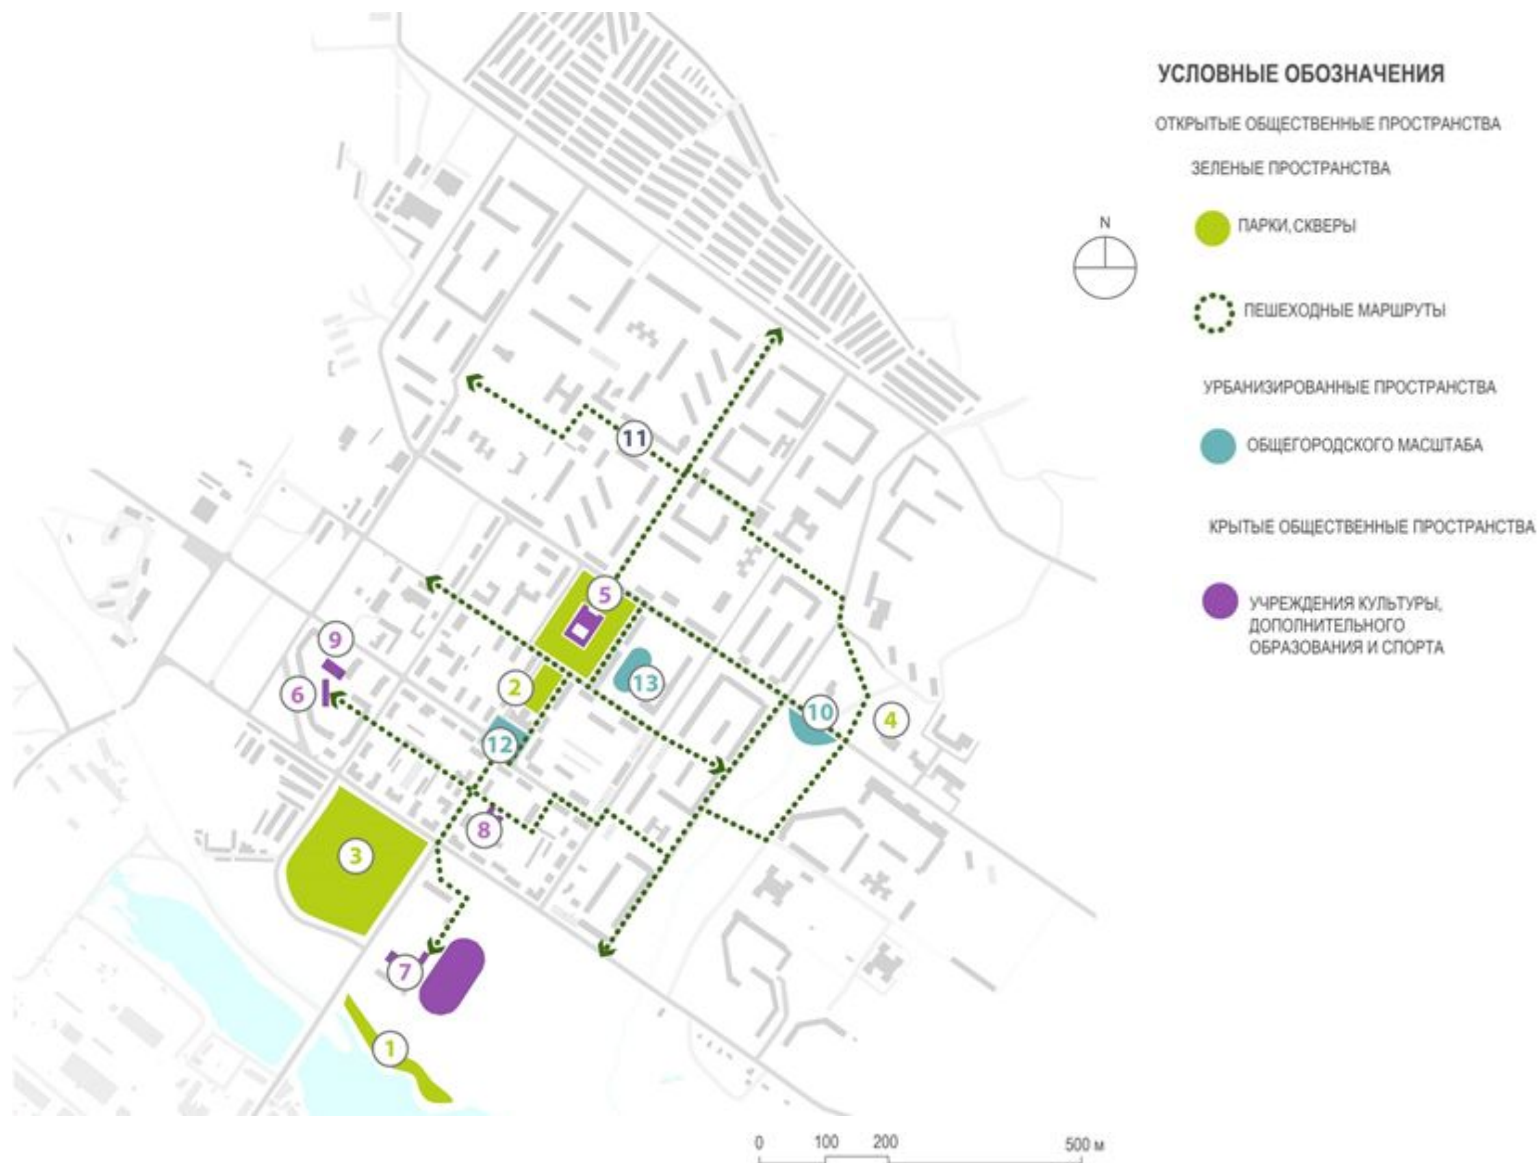 УСЛОВНЫЕ ОБОЗНАЧЕНИЯ
ОТКРЫТЫЕ ОБЩЕСТВЕННЫЕ ПРОСТРАНСТВА
ЗЕЛЕНЫЕ ПРОСТРАНСТВА
N
ПАРКИ, СКВЕРЫ
ПЕШЕХОДНЫЕ МАРШРУТЫ
УРБАНИЗИРОВАННЫЕ ПРОСТРАНСТВА
ОБЩЕГОРОДСКОГО МАСШТАБА
КРЫТЫЕ ОБЩЕСТВЕННЫЕ ПРОСТРАНСТВА
УЧРЕЖДЕНИЯ КУЛЬТУРЫ,
ДОПОЛНИТЕЛЬНОГО
ОБРАЗОВАНИЯ И СПОРТА
11
5
9
6
2
13
10
4
12
8
3
7
1
0 100 200 500 м